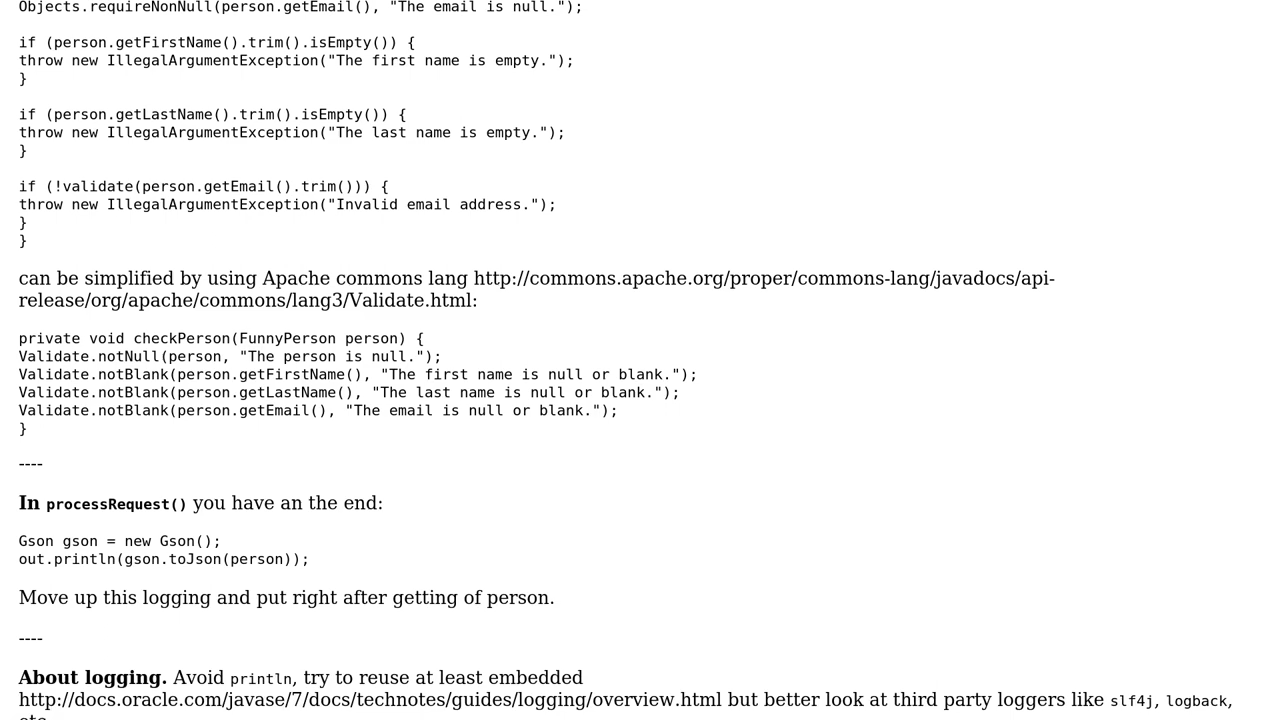 Objects.requireNonNull(person.getEmail(), "The email is null.");
if (person.getFirstName().trim().isEmpty()) {
throw new IllegalArgumentException("The first name is empty.");
}
if (person.getLastName().trim().isEmpty()) {
throw new IllegalArgumentException("The last name is empty.");
}
if (!validate(person.getEmail().trim())) {
throw new IllegalArgumentException("Invalid email address.");
}
}
can be simplified by using Apache commons lang http://commons.apache.org/proper/commons-lang/javadocs/api-
release/org/apache/commons/lang3/Validate.html:
private void checkPerson(FunnyPerson person) {
Validate.notNull(person, "The person is null.");
Validate.notBlank(person.getFirstName(), "The first name is null or blank.");
Validate.notBlank(person.getLastName(), "The last name is null or blank.");
Validate.notBlank(person.getEmail(), "The email is null or blank.");
}
----
In processRequest() you have an the end:
Gson gson = new Gson();
out.println(gson.toJson(person));
Move up this logging and put right after getting of person.
----
About logging. Avoid println, try to reuse at least embedded
http://docs.oracle.com/javase/7/docs/technotes/guides/logging/overview.html but better look at third party loggers like slf4j, logback,